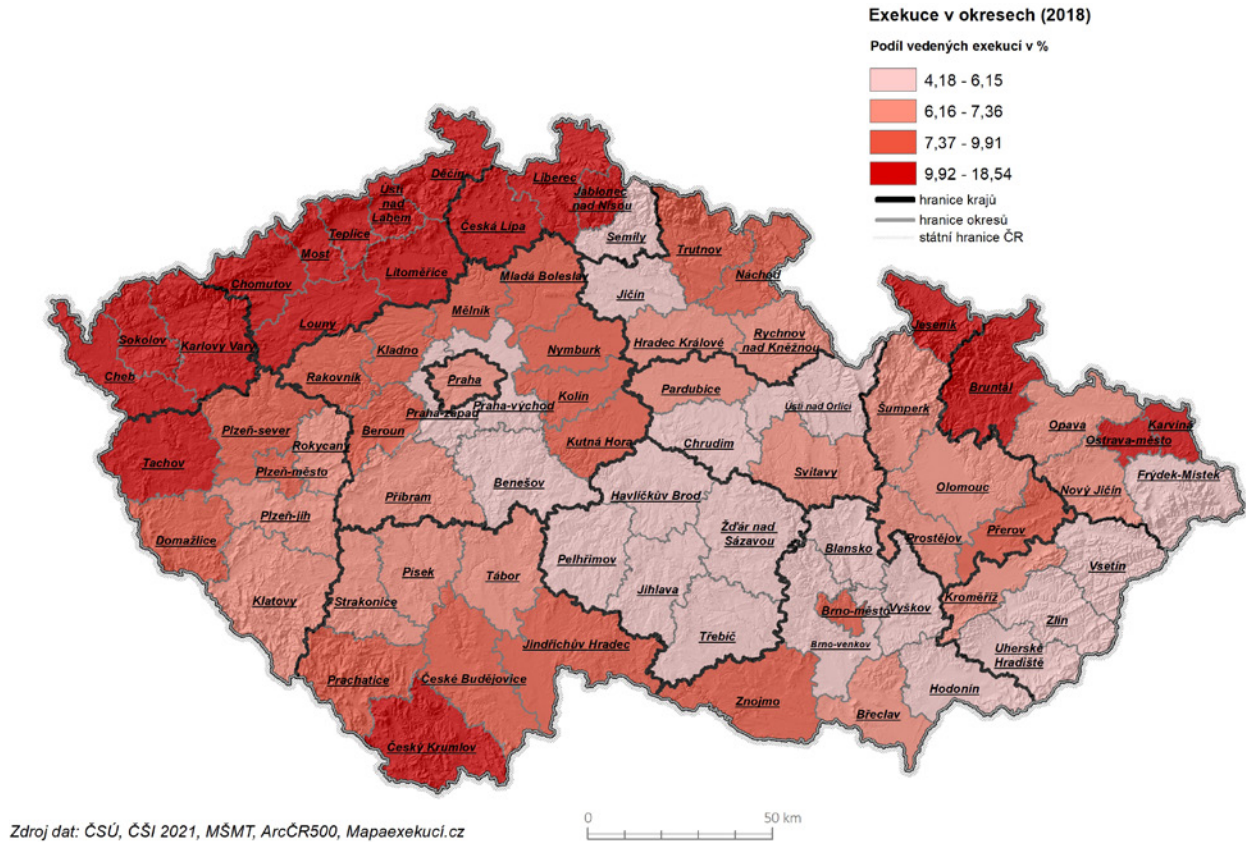 Exekuce v okresech (2018)
Podíl vedených exekucí v %
4,18 - 6,15
6,16 - 7,36
7,37 - 9,91
9,92 - 18,54
hranice krajů
hranice okresů
státní hranice ČR
Děčín
Liberec
Ústí
nad
Labem
Jablonec
nad Nisou
Česká Lípa
Teplice
Semily
Most
Trutnov
Litoměřice
Mladá Boleslav
Náchod
Chomutov
Jičín
Mělník
Louny
Jeseník
Sokolov
Karlovy Vary
Kladno
Nymburk
Hradec Králové
Rychnov
nad Kněžnou
Cheb
Rakovník
Praha
Pardubice
Bruntál
Kolín
Praha-západ
Praha-východ
Ústí nad Orlicí
Šumperk
Opava
Karviná
Plzeň-sever
Rokycany
Beroun
Kutná Hora
Chrudim
Ostrava-město
Tachov
Plzeň-město
Svitavy
Frýdek-Místek
Benešov
Příbram
Havlíčkův Brod
Olomouc
Nový Jičín
Plzeň-jih
Žďár nad
Sázavou
Přerov
Domažlice
Prostějov
Blansko
Pelhřimov
Vsetín
Písek
Tábor
Jihlava
Klatovy
Strakonice
Kroměříž
Brno-město
Vyškov
Zlín
Třebíč
Jindřichův Hradec
Brno-venkov
Uherské
Hradiště
Prachatice
České Budějovice
Hodonín
Znojmo
Břeclav
Český Krumlov
0
50 km
Zdroj dat: ČSÚ, ČŠI 2021, MŠMT, ArcČR500, Mapaexekucí.cz